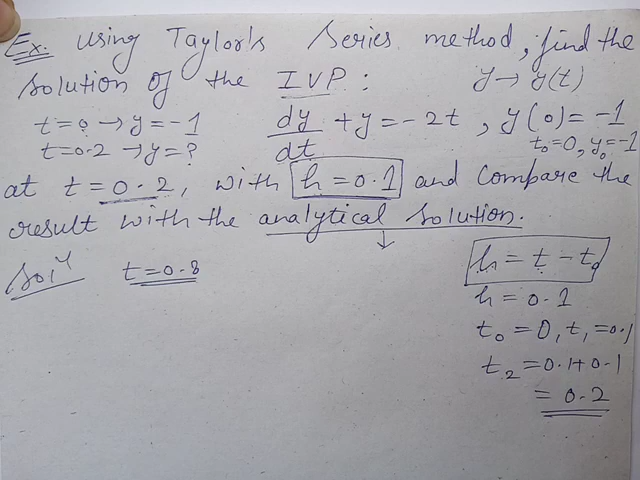 Ex. Using Taylor's Series method, find the
solution of the IVP :
y → y(t)
t=0 → y=-1
dy/dt + y = -2t , y(0) = -1
t=0.2 → y=?
t₀=0, y₀=-1
at t=0.2, with h=0.1 and compare the
result with the analytical solution.
↓
Solⁿ t=0.8
h = t - t₀
h = 0.1
t₀ = 0, t₁ = 0.1
t₂ = 0.1+0.1
= 0.2